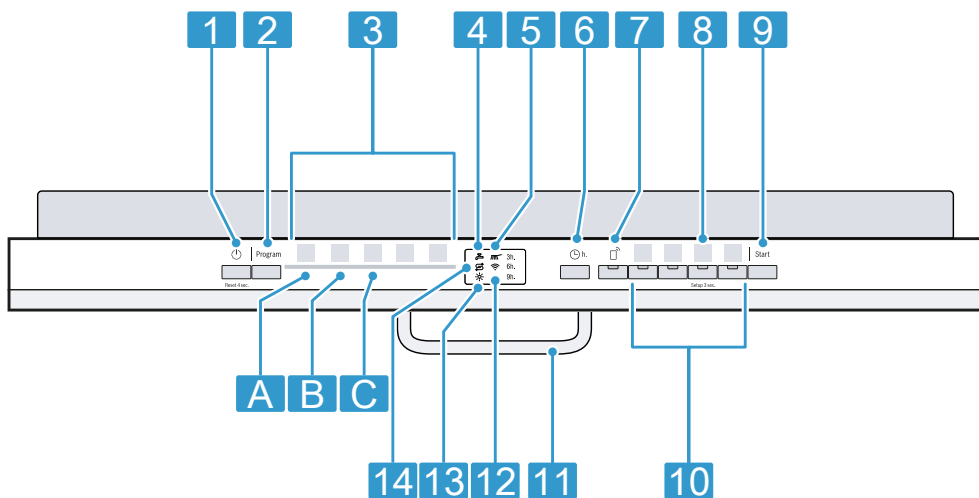 1 2 3 4 5 6 7 8 9
Program
3h.
h.
Start
6h.
Reset 4 sec.
9h.
Setup 3 sec.
A B C
14 13 12 11 10